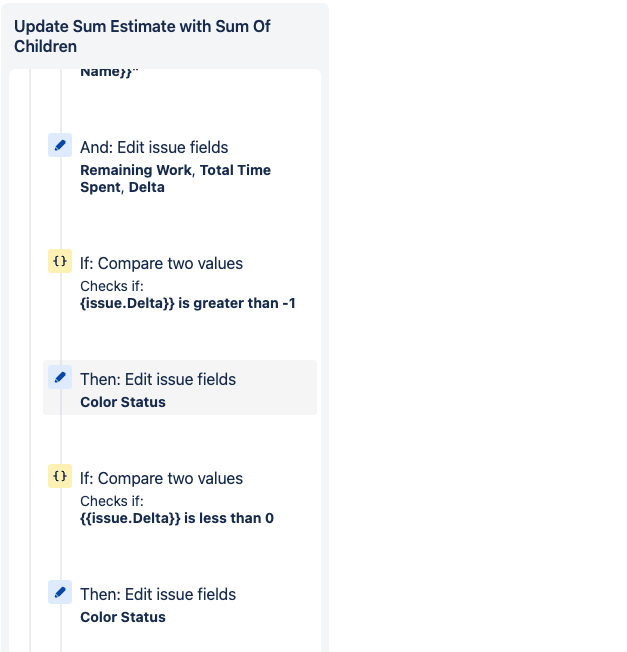 Update Sum Estimate with Sum Of
Children
Name}}"
And: Edit issue fields
Remaining Work, Total Time
Spent, Delta
{} If: Compare two values
Checks if:
{issue.Delta}} is greater than -1
Then: Edit issue fields
Color Status
{} If: Compare two values
Checks if:
{{issue.Delta}} is less than 0
Then: Edit issue fields
Color Status